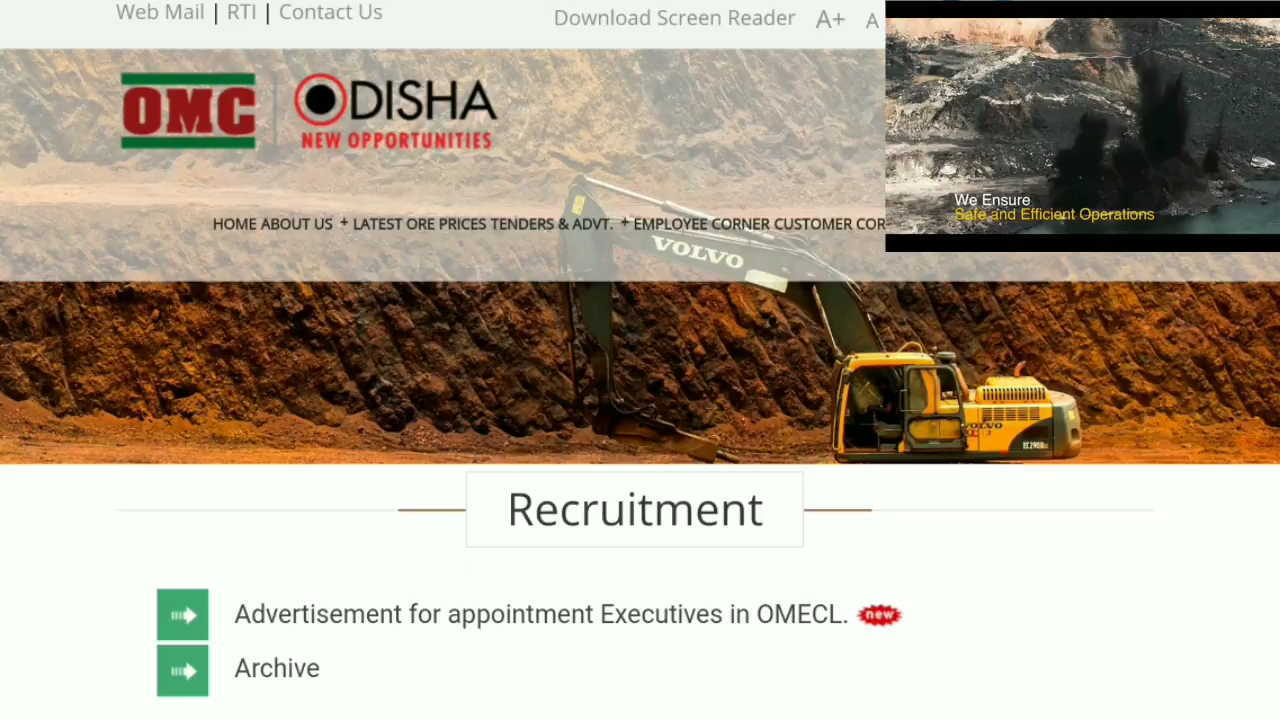 Web Mail | RTI | Contact Us
Download Screen Reader A+ A
OMC
ODISHA
NEW OPPORTUNITIES
We Ensure
Safe and Efficient Operations
HOME ABOUT US + LATEST ORE PRICES TENDERS & ADVT. + EMPLOYEE CORNER CUSTOMER COR
VOLVO
VOLVO
Recruitment
Advertisement for appointment Executives in OMECL. new
Archive